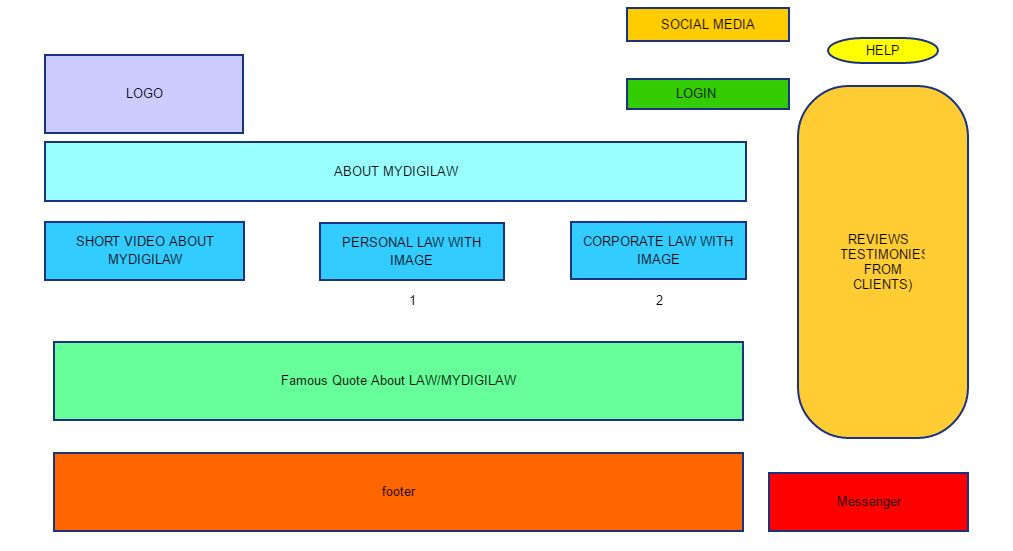 SOCIAL MEDIA
HELP
LOGO
LOGIN
ABOUT MYDIGILAW
SHORT VIDEO ABOUT
MYDIGILAW
PERSONAL LAW WITH
IMAGE
CORPORATE LAW WITH
IMAGE
1
2
REVIEWS
TESTIMONIES
FROM
CLIENTS)
Famous Quote About LAW/MYDIGILAW
footer
Messenger